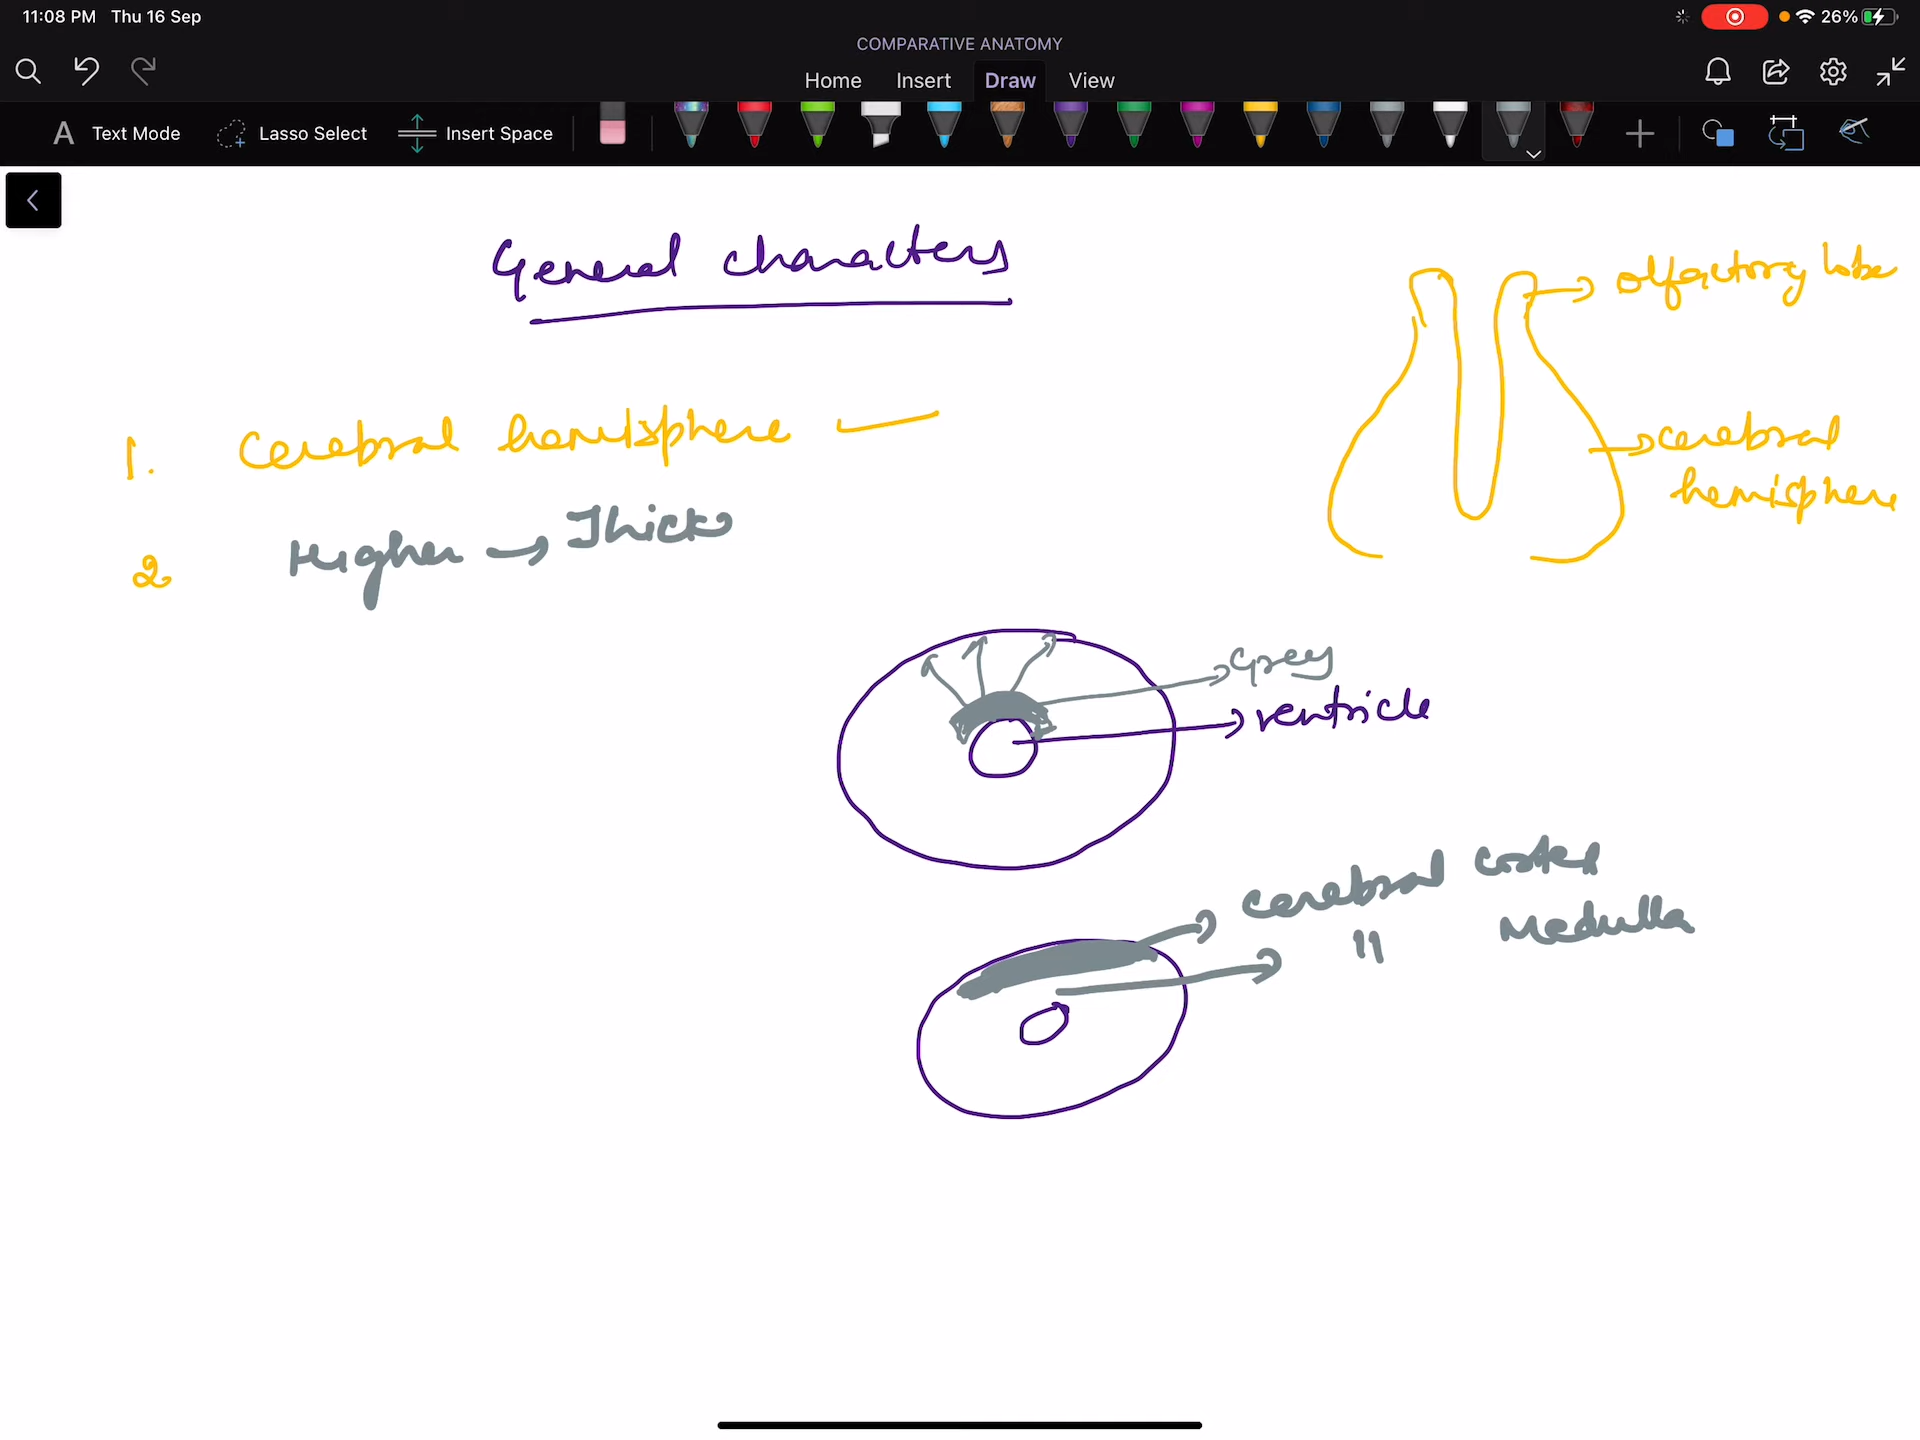 11:08 PM Thu 16 Sep
26%
COMPARATIVE ANATOMY
Home Insert Draw View
A Text Mode Lasso Select Insert Space
General characters
olfactory lobe
1. Cerebral hemisphere
cerebral
hemisphere
2 Higher → Thick
Grey
ventricle
cerebral cortex
" Medulla